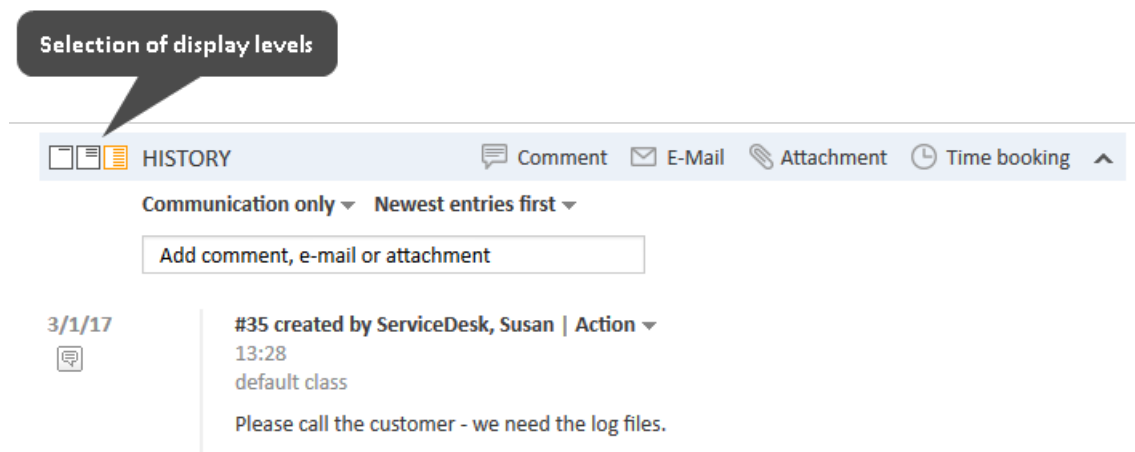 Selection of display levels
HISTORY Comment E-Mail Attachment Time booking
Communication only Newest entries first
Add comment, e-mail or attachment
3/1/17 #35 created by ServiceDesk, Susan | Action
13:28
default class
Please call the customer - we need the log files.